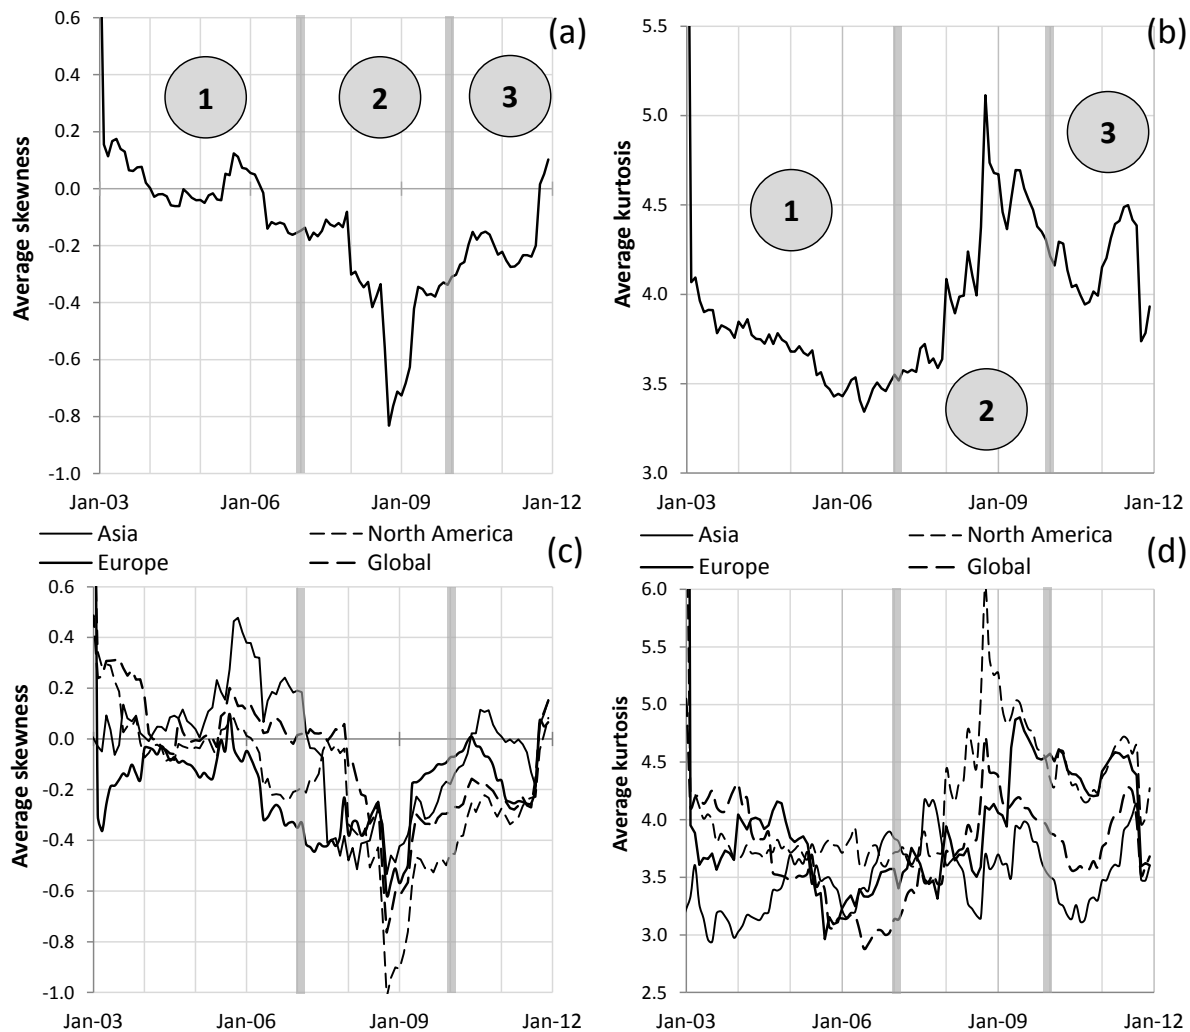 (a)
0.6
0.4
0.2
0.0
-0.2
-0.4
-0.6
-0.8
-1.0
Average skewness
1
2
3
Jan-03 Jan-06 Jan-09 Jan-12
(b)
5.5
5.0
4.5
4.0
3.5
3.0
Average kurtosis
1
2
3
Jan-03 Jan-06 Jan-09 Jan-12
(c)
Asia North America
Europe Global
0.6
0.4
0.2
0.0
-0.2
-0.4
-0.6
-0.8
-1.0
Average skewness
Jan-03 Jan-06 Jan-09 Jan-12
(d)
Asia North America
Europe Global
6.0
5.5
5.0
4.5
4.0
3.5
3.0
2.5
Average kurtosis
Jan-03 Jan-06 Jan-09 Jan-12